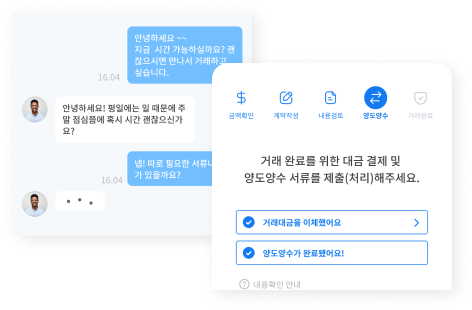 안녕하세요 ~~
지금 시간 가능하실까요? 괜
찮으시면 만나서 거래하고
싶습니다.
16.04
안녕하세요! 평일에는 일 때문에 주
말 점심쯤에 혹시 시간 괜찮으신가
요?
넵! 따로 필요한 서류나
가 있을까요?
16.04
금액확인
계약작성
내용검토
양도양수
거래완료
거래 완료를 위한 대금 결제 및
양도양수 서류를 제출(처리)해주세요.
거래대금을 이체했어요
양도양수가 완료됐어요!
내용확인 안내